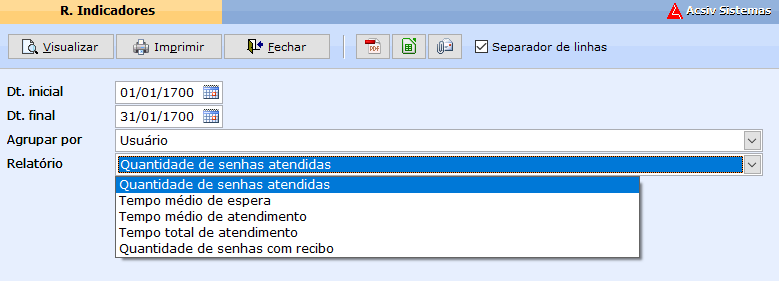 R. Indicadores
Acsiv Sistemas
Visualizar Imprimir Fechar PDF Separador de linhas
Dt. inicial 01/01/1700
Dt. final 31/01/1700
Agrupar por Usuário
Relatório Quantidade de senhas atendidas
Quantidade de senhas atendidas
Tempo médio de espera
Tempo médio de atendimento
Tempo total de atendimento
Quantidade de senhas com recibo